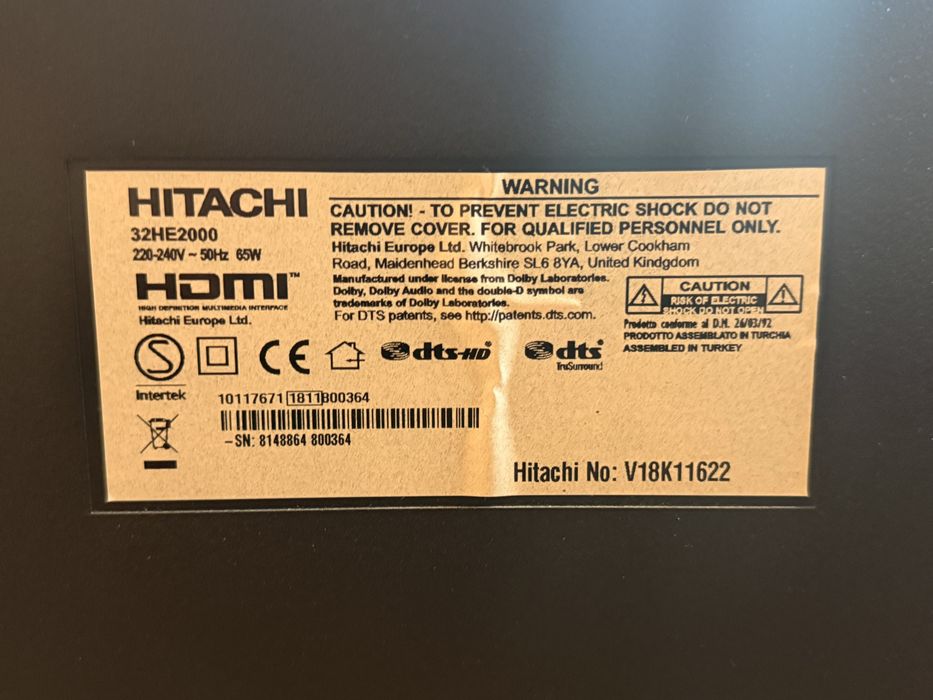 HITACHI
32HE2000
220-240V ~ 50Hz 65W
HDMI™
HIGH DEFINITION MULTIMEDIA INTERFACE
Hitachi Europe Ltd.
WARNING
CAUTION! - TO PREVENT ELECTRIC SHOCK DO NOT
REMOVE COVER. FOR QUALIFIED PERSONNEL ONLY.
Hitachi Europe Ltd. Whitebrook Park, Lower Cookham
Road, Maidenhead Berkshire SL6 8YA, United Kindgdom
Manufactured under license from Dolby Laboratories.
Dolby, Dolby Audio and the double-D symbol are
trademarks of Dolby Laboratories.
For DTS patents, see http://patents.dts.com.
CAUTION
RISK OF ELECTRIC
SHOCK DO NOT OPEN
Prodotto conforme al D.M. 26/03/92
PRODOTTO ASSEMBLATO IN TURCHIA
ASSEMBLED IN TURKEY
S
Intertek
CE
dts-HD®
dts®
TruSurround
10117671 1811 800364
-SN: 8148864 800364
Hitachi No: V18K11622